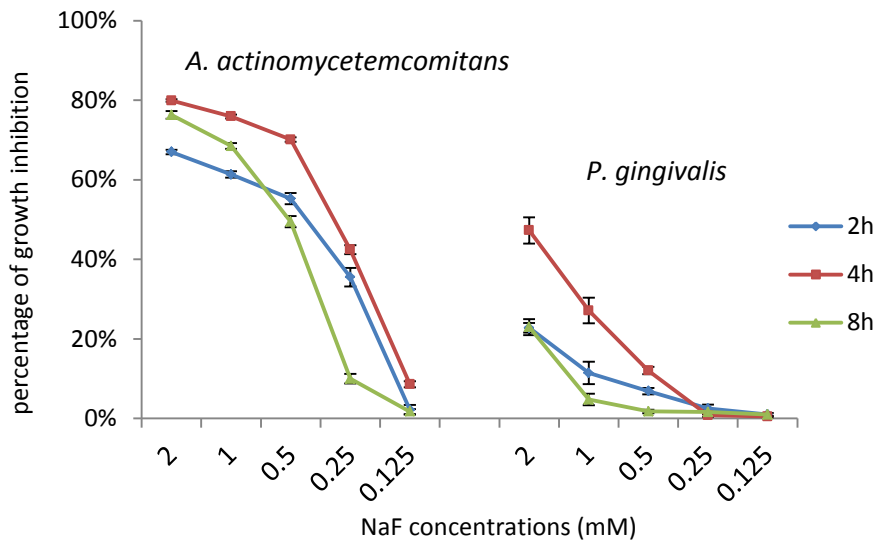 100%
80%
60%
40%
20%
0%
percentage of growth inhibition
A. actinomycetemcomitans
P. gingivalis
2h
4h
8h
2 1 0.5 0.25 0.125 2 1 0.5 0.25 0.125
NaF concentrations (mM)